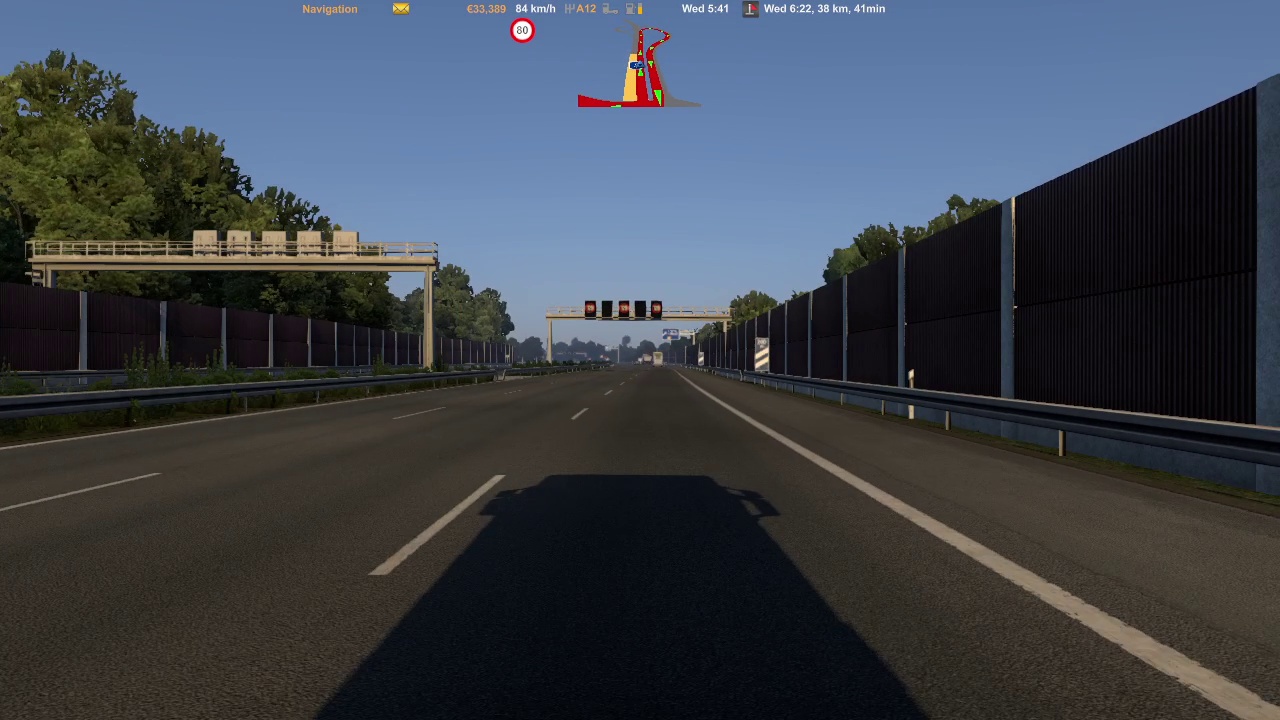 Navigation
€33,389
84 km/h
A12
Wed 5:41
Wed 6:22, 38 km, 41min
80